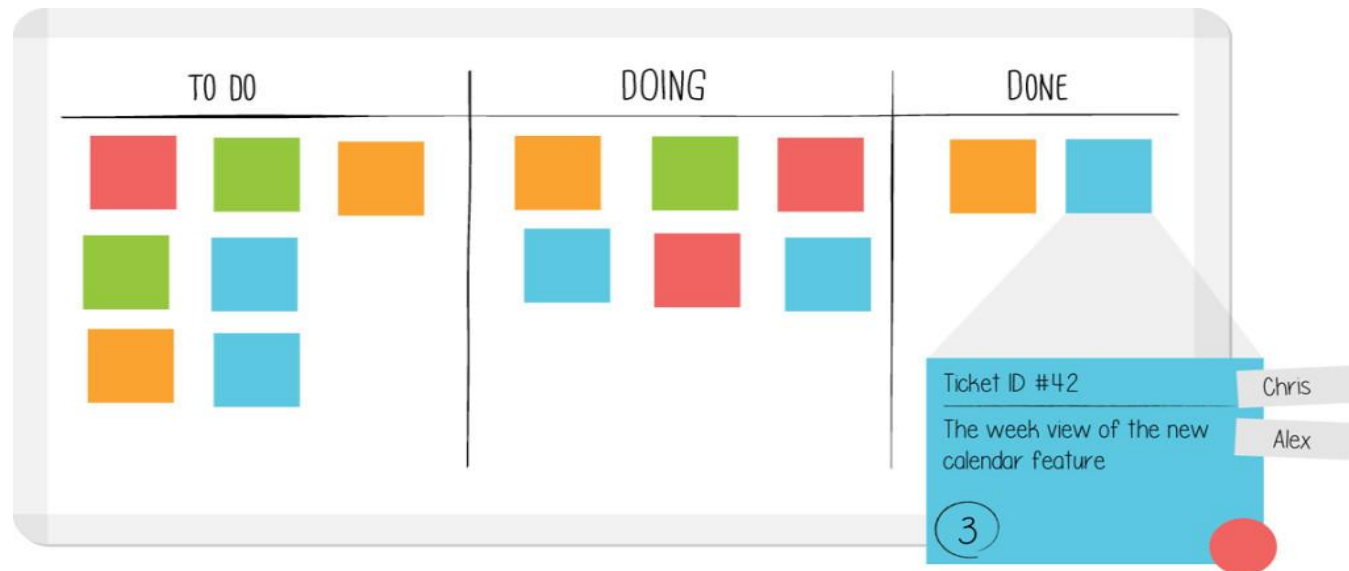 TO DO
DOING
DONE
Ticket ID #42
Chris
The week view of the new
calendar feature
Alex
3